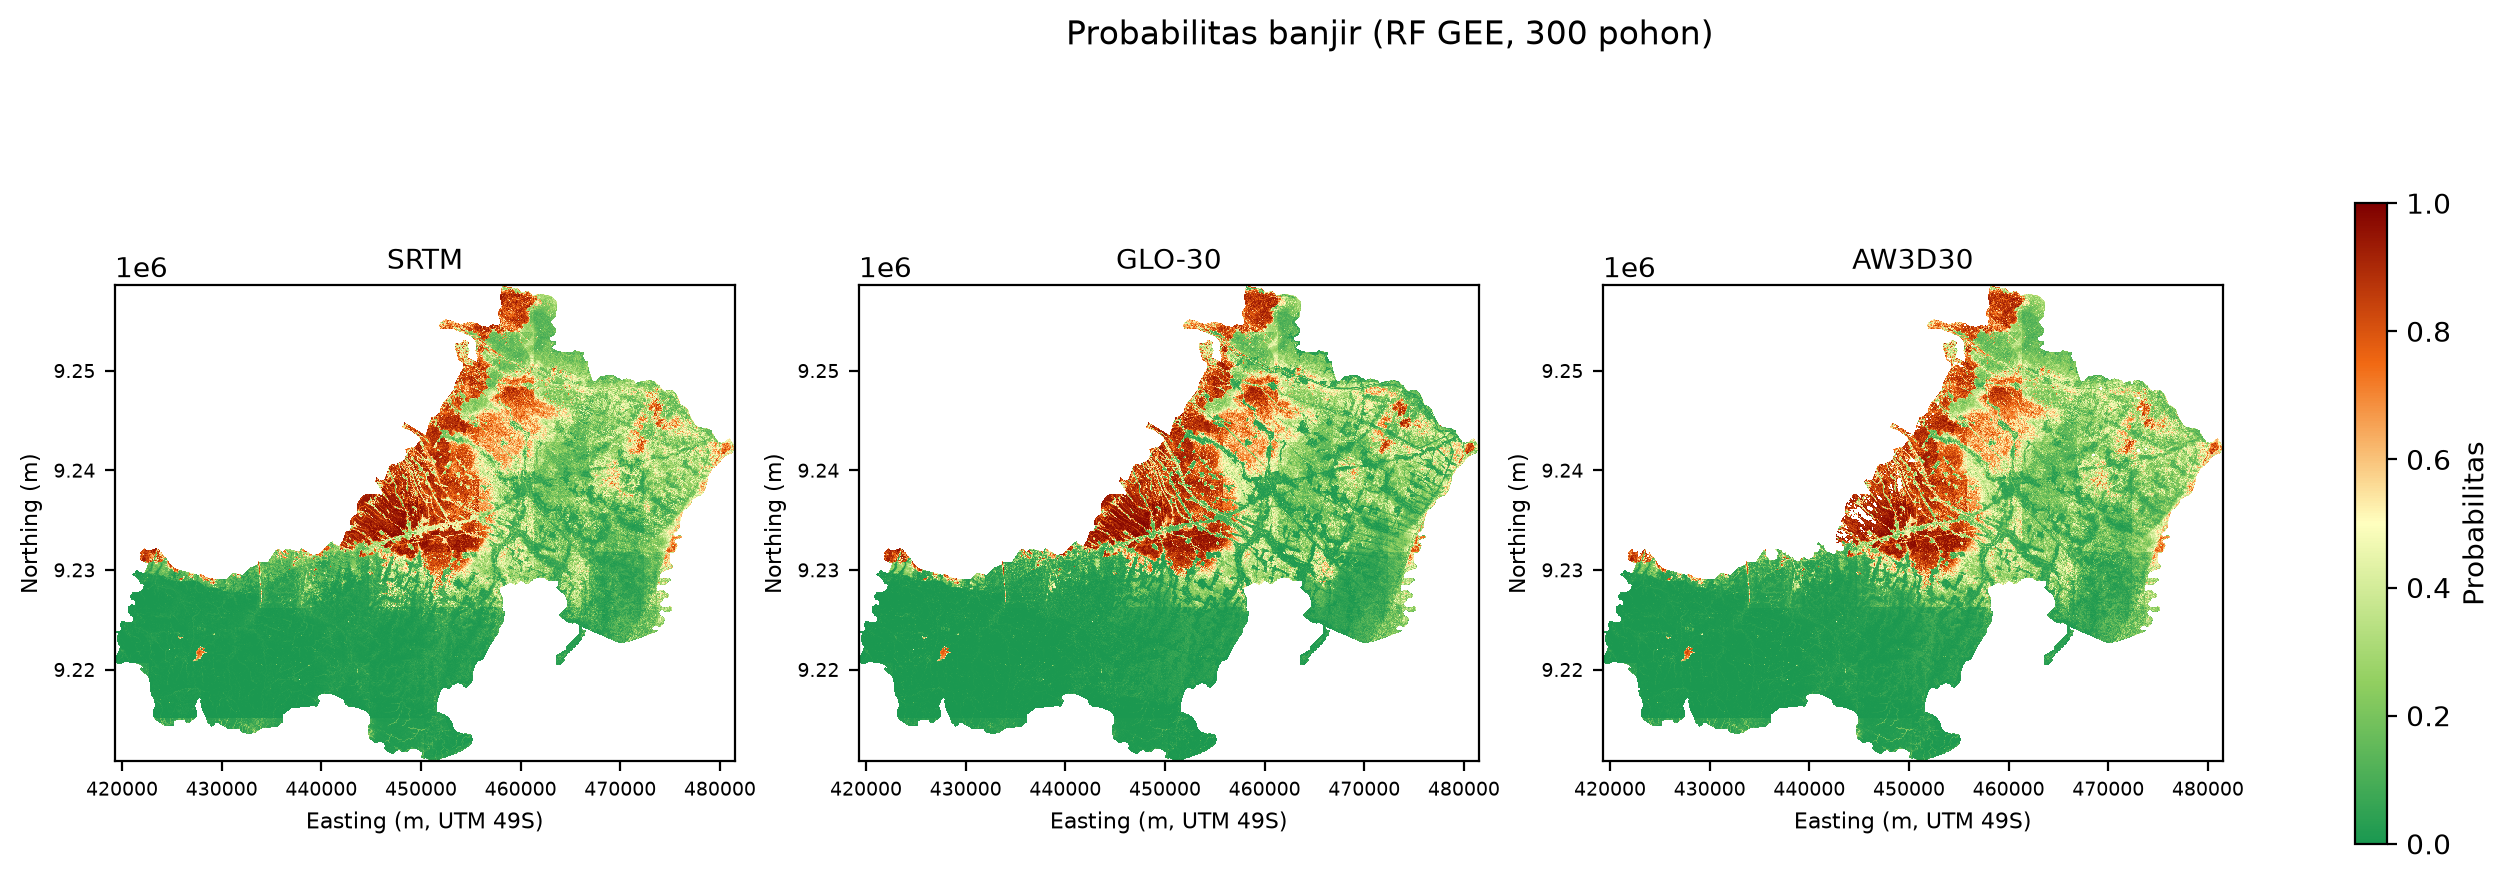 Probabilitas banjir (RF GEE, 300 pohon)
SRTM
1e6
9.25
9.24
9.23
9.22
Northing (m)
420000 430000 440000 450000 460000 470000 480000
Easting (m, UTM 49S)
GLO-30
1e6
9.25
9.24
9.23
9.22
Northing (m)
420000 430000 440000 450000 460000 470000 480000
Easting (m, UTM 49S)
AW3D30
1e6
9.25
9.24
9.23
9.22
Northing (m)
420000 430000 440000 450000 460000 470000 480000
Easting (m, UTM 49S)
1.0
0.8
0.6
0.4
0.2
0.0
Probabilitas